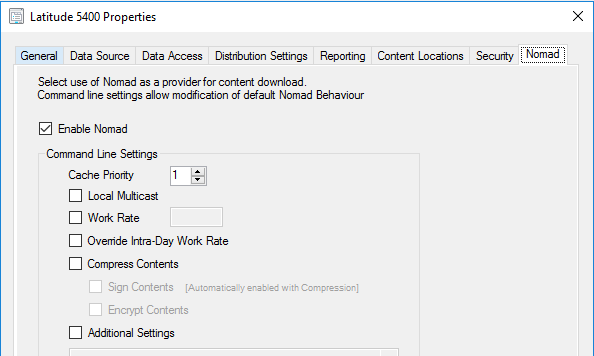 Latitude 5400 Properties
General Data Source Data Access Distribution Settings Reporting Content Locations Security Nomad
Select use of Nomad as a provider for content download.
Command line settings allow modification of default Nomad Behaviour
Enable Nomad
Command Line Settings
Cache Priority 1
Local Multicast
Work Rate
Override Intra-Day Work Rate
Compress Contents
Sign Contents [Automatically enabled with Compression]
Encrypt Contents
Additional Settings